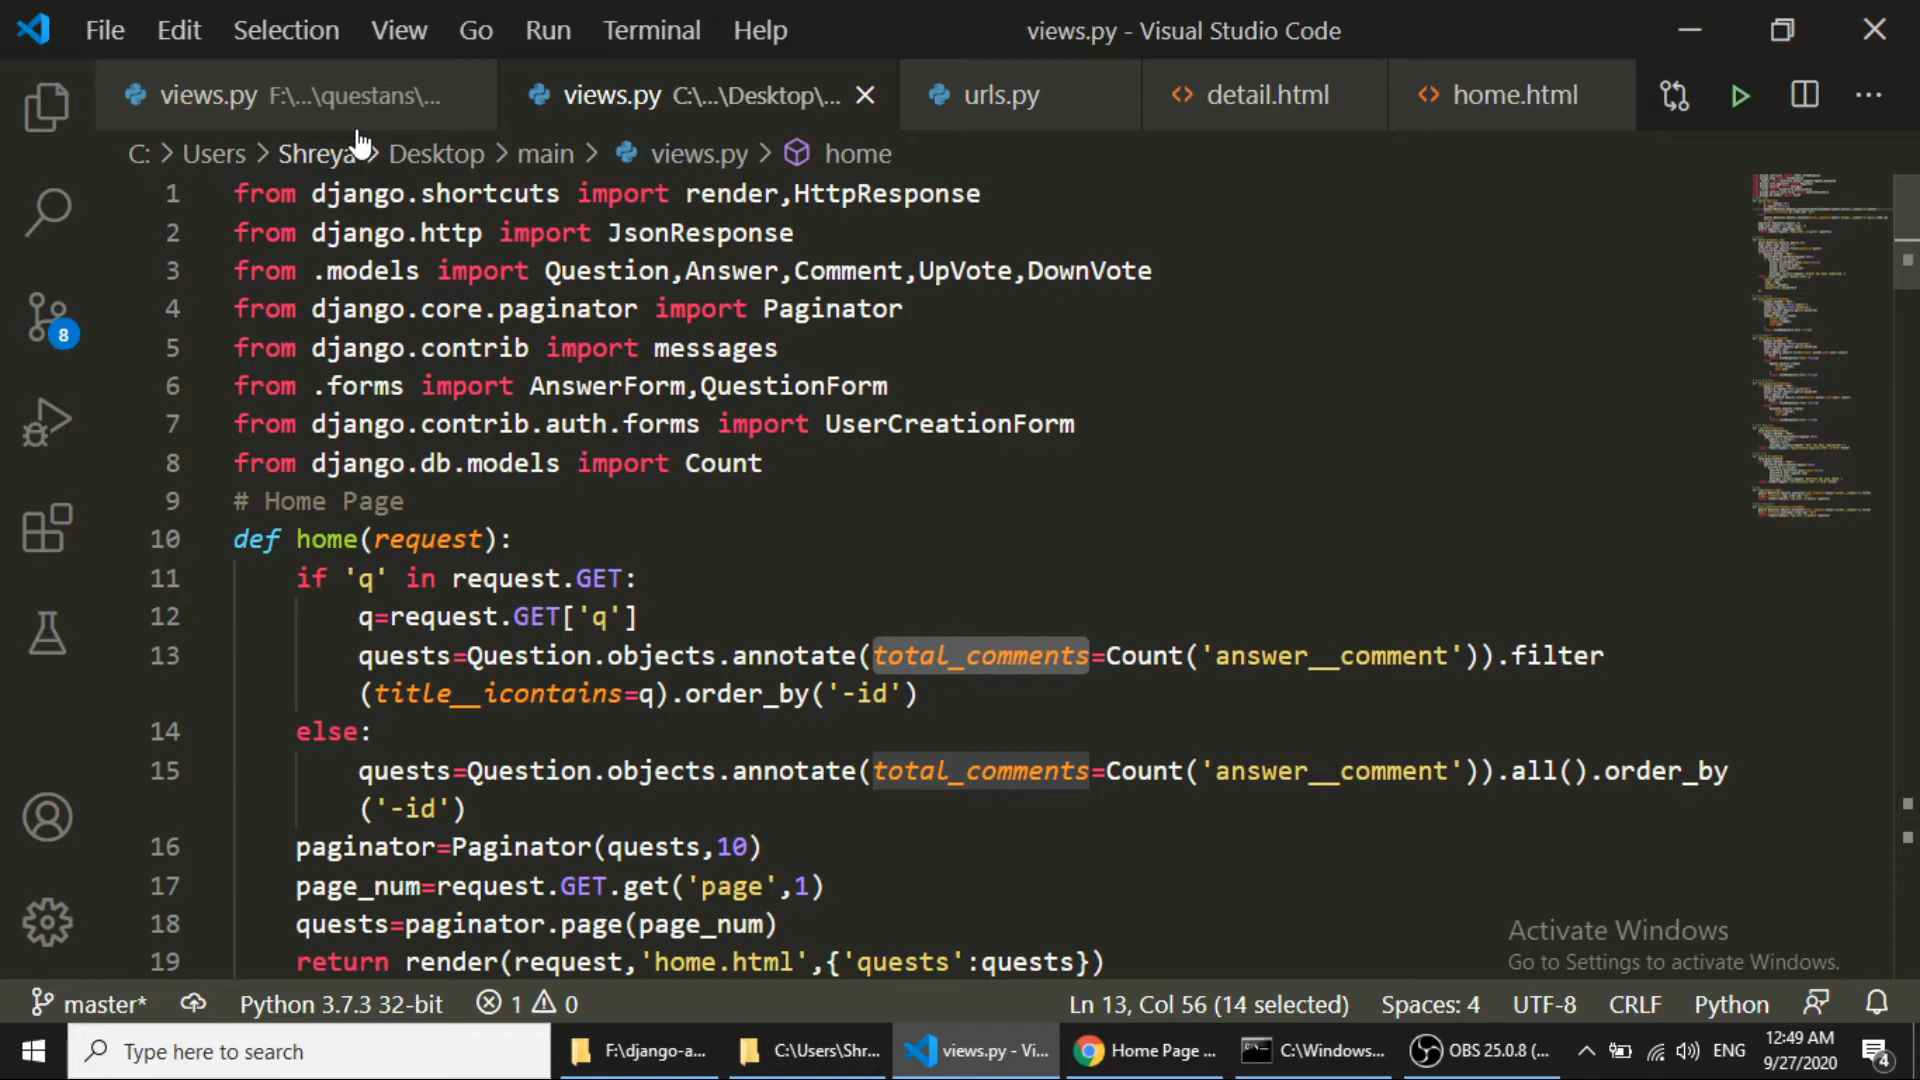 File Edit Selection View Go Run Terminal Help views.py - Visual Studio Code
views.py F:\...\questans\... views.py C:\...\Desktop\... urls.py detail.html home.html
C: > Users > Shreya > Desktop > main > views.py > home
1 from django.shortcuts import render,HttpResponse
2 from django.http import JsonResponse
3 from .models import Question,Answer,Comment,UpVote,DownVote
4 from django.core.paginator import Paginator
5 from django.contrib import messages
6 from .forms import AnswerForm,QuestionForm
7 from django.contrib.auth.forms import UserCreationForm
8 from django.db.models import Count
9 # Home Page
10 def home(request):
11 if 'q' in request.GET:
12 q=request.GET['q']
13 quests=Question.objects.annotate(total_comments=Count('answer__comment')).filter
(title__icontains=q).order_by('-id')
14 else:
15 quests=Question.objects.annotate(total_comments=Count('answer__comment')).all().order_by
('-id')
16 paginator=Paginator(quests,10)
17 page_num=request.GET.get('page',1)
18 quests=paginator.page(page_num)
19 return render(request,'home.html',{'quests':quests})
8
Activate Windows
Go to Settings to activate Windows.
master* Python 3.7.3 32-bit 1 0 Ln 13, Col 56 (14 selected) Spaces: 4 UTF-8 CRLF Python
Type here to search F:\django-a... C:\Users\Shr... views.py - Vi... Home Page ... C:\Windows... OBS 25.0.8 (... ENG 12:49 AM
9/27/2020 4